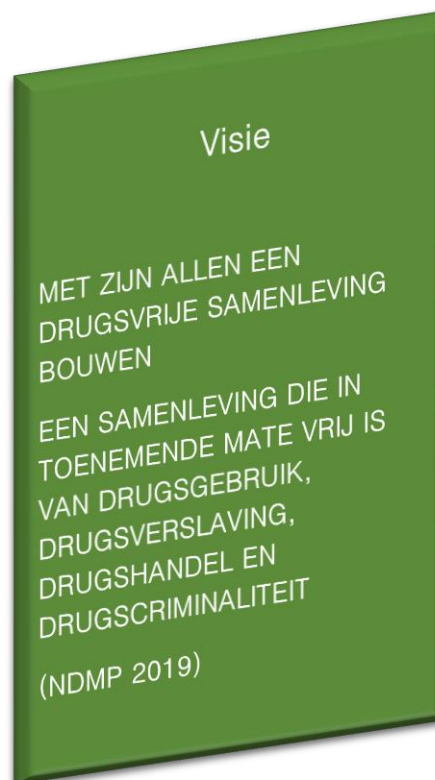 Visie
MET ZIJN ALLEN EEN
DRUGSVRIJE SAMENLEVING
BOUWEN
EEN SAMENLEVING DIE IN
TOENEMENDE MATE VRIJ IS
VAN DRUGSGEBRUIK,
DRUGSVERSLAVING,
DRUGSHANDEL EN
DRUGSCRIMINALITEIT
(NDMP 2019)